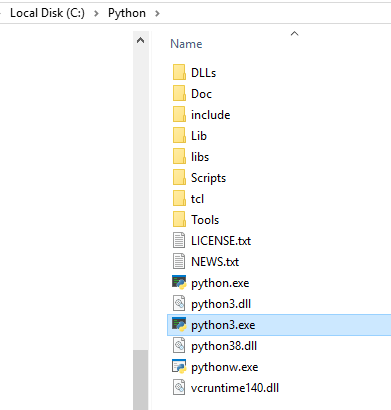 Local Disk (C:) > Python >
Name
DLLs
Doc
include
Lib
libs
Scripts
tcl
Tools
LICENSE.txt
NEWS.txt
python.exe
python3.dll
python3.exe
python38.dll
pythonw.exe
vcruntime140.dll